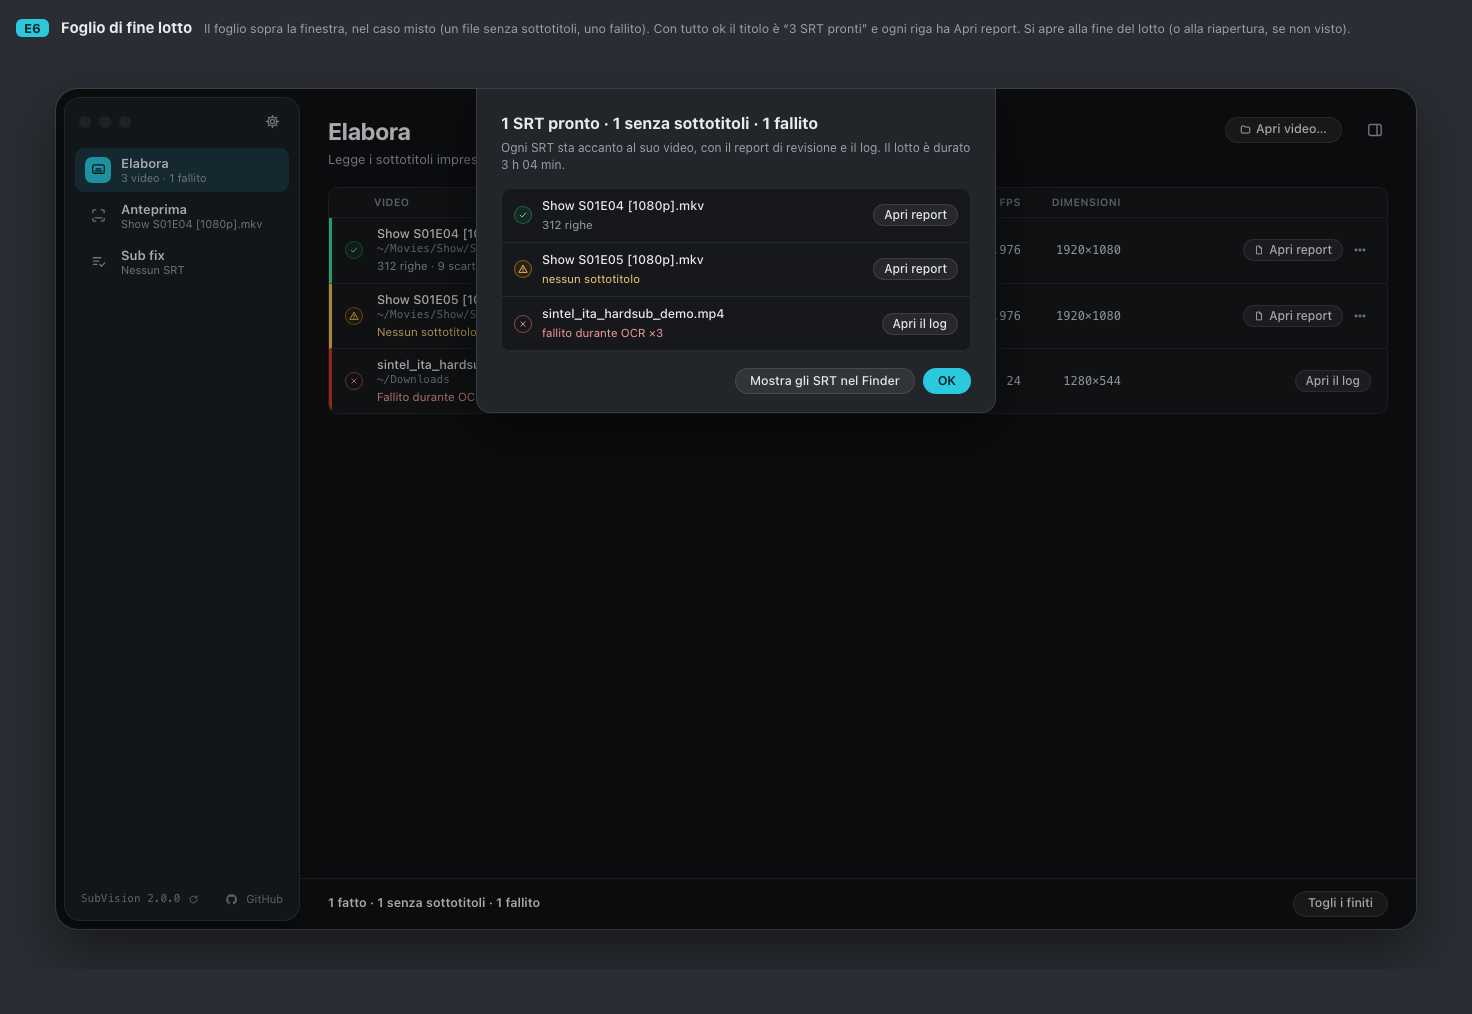 E6 Foglio di fine lotto Il foglio sopra la finestra, nel caso misto (un file senza sottotitoli, uno fallito). Con tutto ok il titolo è “3 SRT pronti” e ogni riga ha Apri report. Si apre alla fine del lotto (o alla riapertura, se non visto).
Elabora
3 video · 1 fallito
Anteprima
Show S01E04 [1080p].mkv
Sub fix
Nessun SRT
SubVision 2.0.0 GitHub
Elabora
Legge i sottotitoli impres
Apri video…
VIDEO FPS DIMENSIONI
Show S01E04 [10
~/Movies/Show/S
312 righe · 9 scart
976 1920×1080 Apri report
Show S01E05 [10
~/Movies/Show/S
Nessun sottotitolo
976 1920×1080 Apri report
sintel_ita_hardsu
~/Downloads
Fallito durante OC
24 1280×544 Apri il log
1 SRT pronto · 1 senza sottotitoli · 1 fallito
Ogni SRT sta accanto al suo video, con il report di revisione e il log. Il lotto è durato
3 h 04 min.
Show S01E04 [1080p].mkv
312 righe
Apri report
Show S01E05 [1080p].mkv
nessun sottotitolo
Apri report
sintel_ita_hardsub_demo.mp4
fallito durante OCR ×3
Apri il log
Mostra gli SRT nel Finder OK
1 fatto · 1 senza sottotitoli · 1 fallito
Togli i finiti